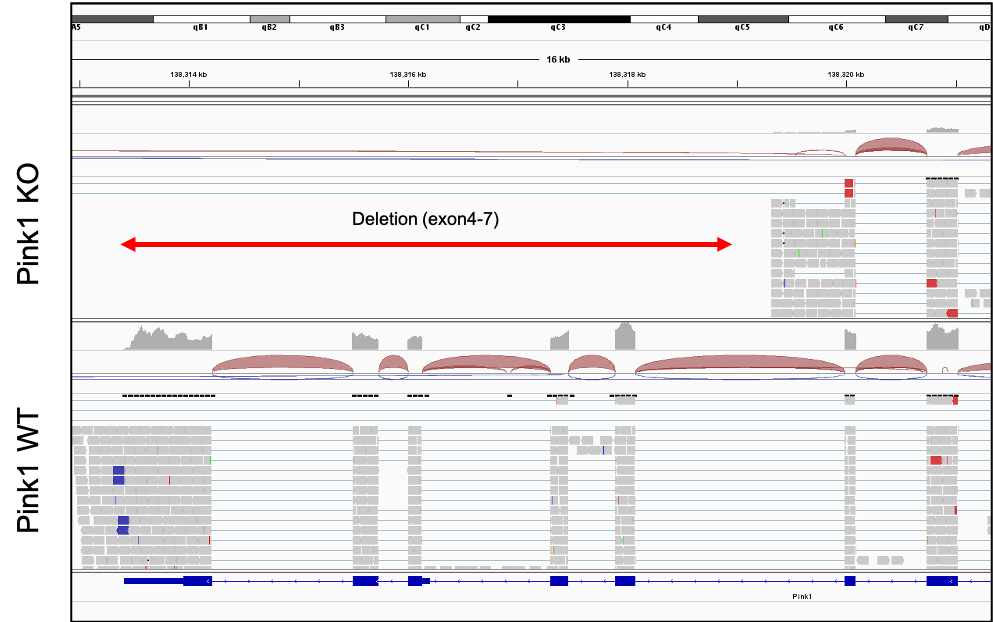 A5 qB1 qB2 qB3 qC1 qC2 qC3 qC4 qC5 qC6 qC7 qD
16 kb
138,314 kb 138,316 kb 138,318 kb 138,320 kb
Pink1 KO
Deletion (exon4-7)
Pink1 WT
Pink1